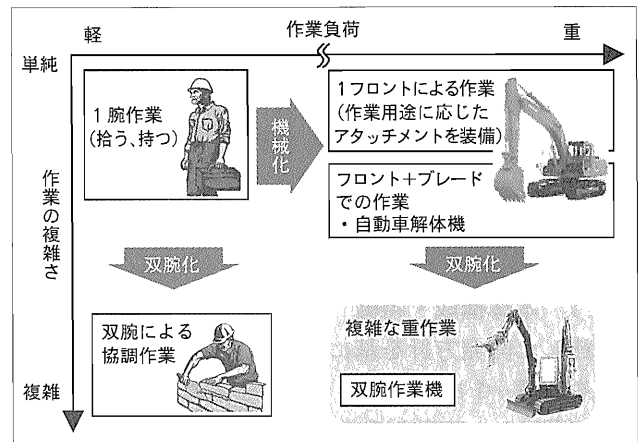 作業負荷
軽
重
単純
作業の複雑さ
複雑
1腕作業
(拾う、持つ)
機械化
1フロントによる作業
(作業用途に応じた
アタッチメントを装備)
フロント+ブレード
での作業
・自動車解体機
双腕化
双腕化
双腕による
協調作業
複雑な重作業
双腕作業機